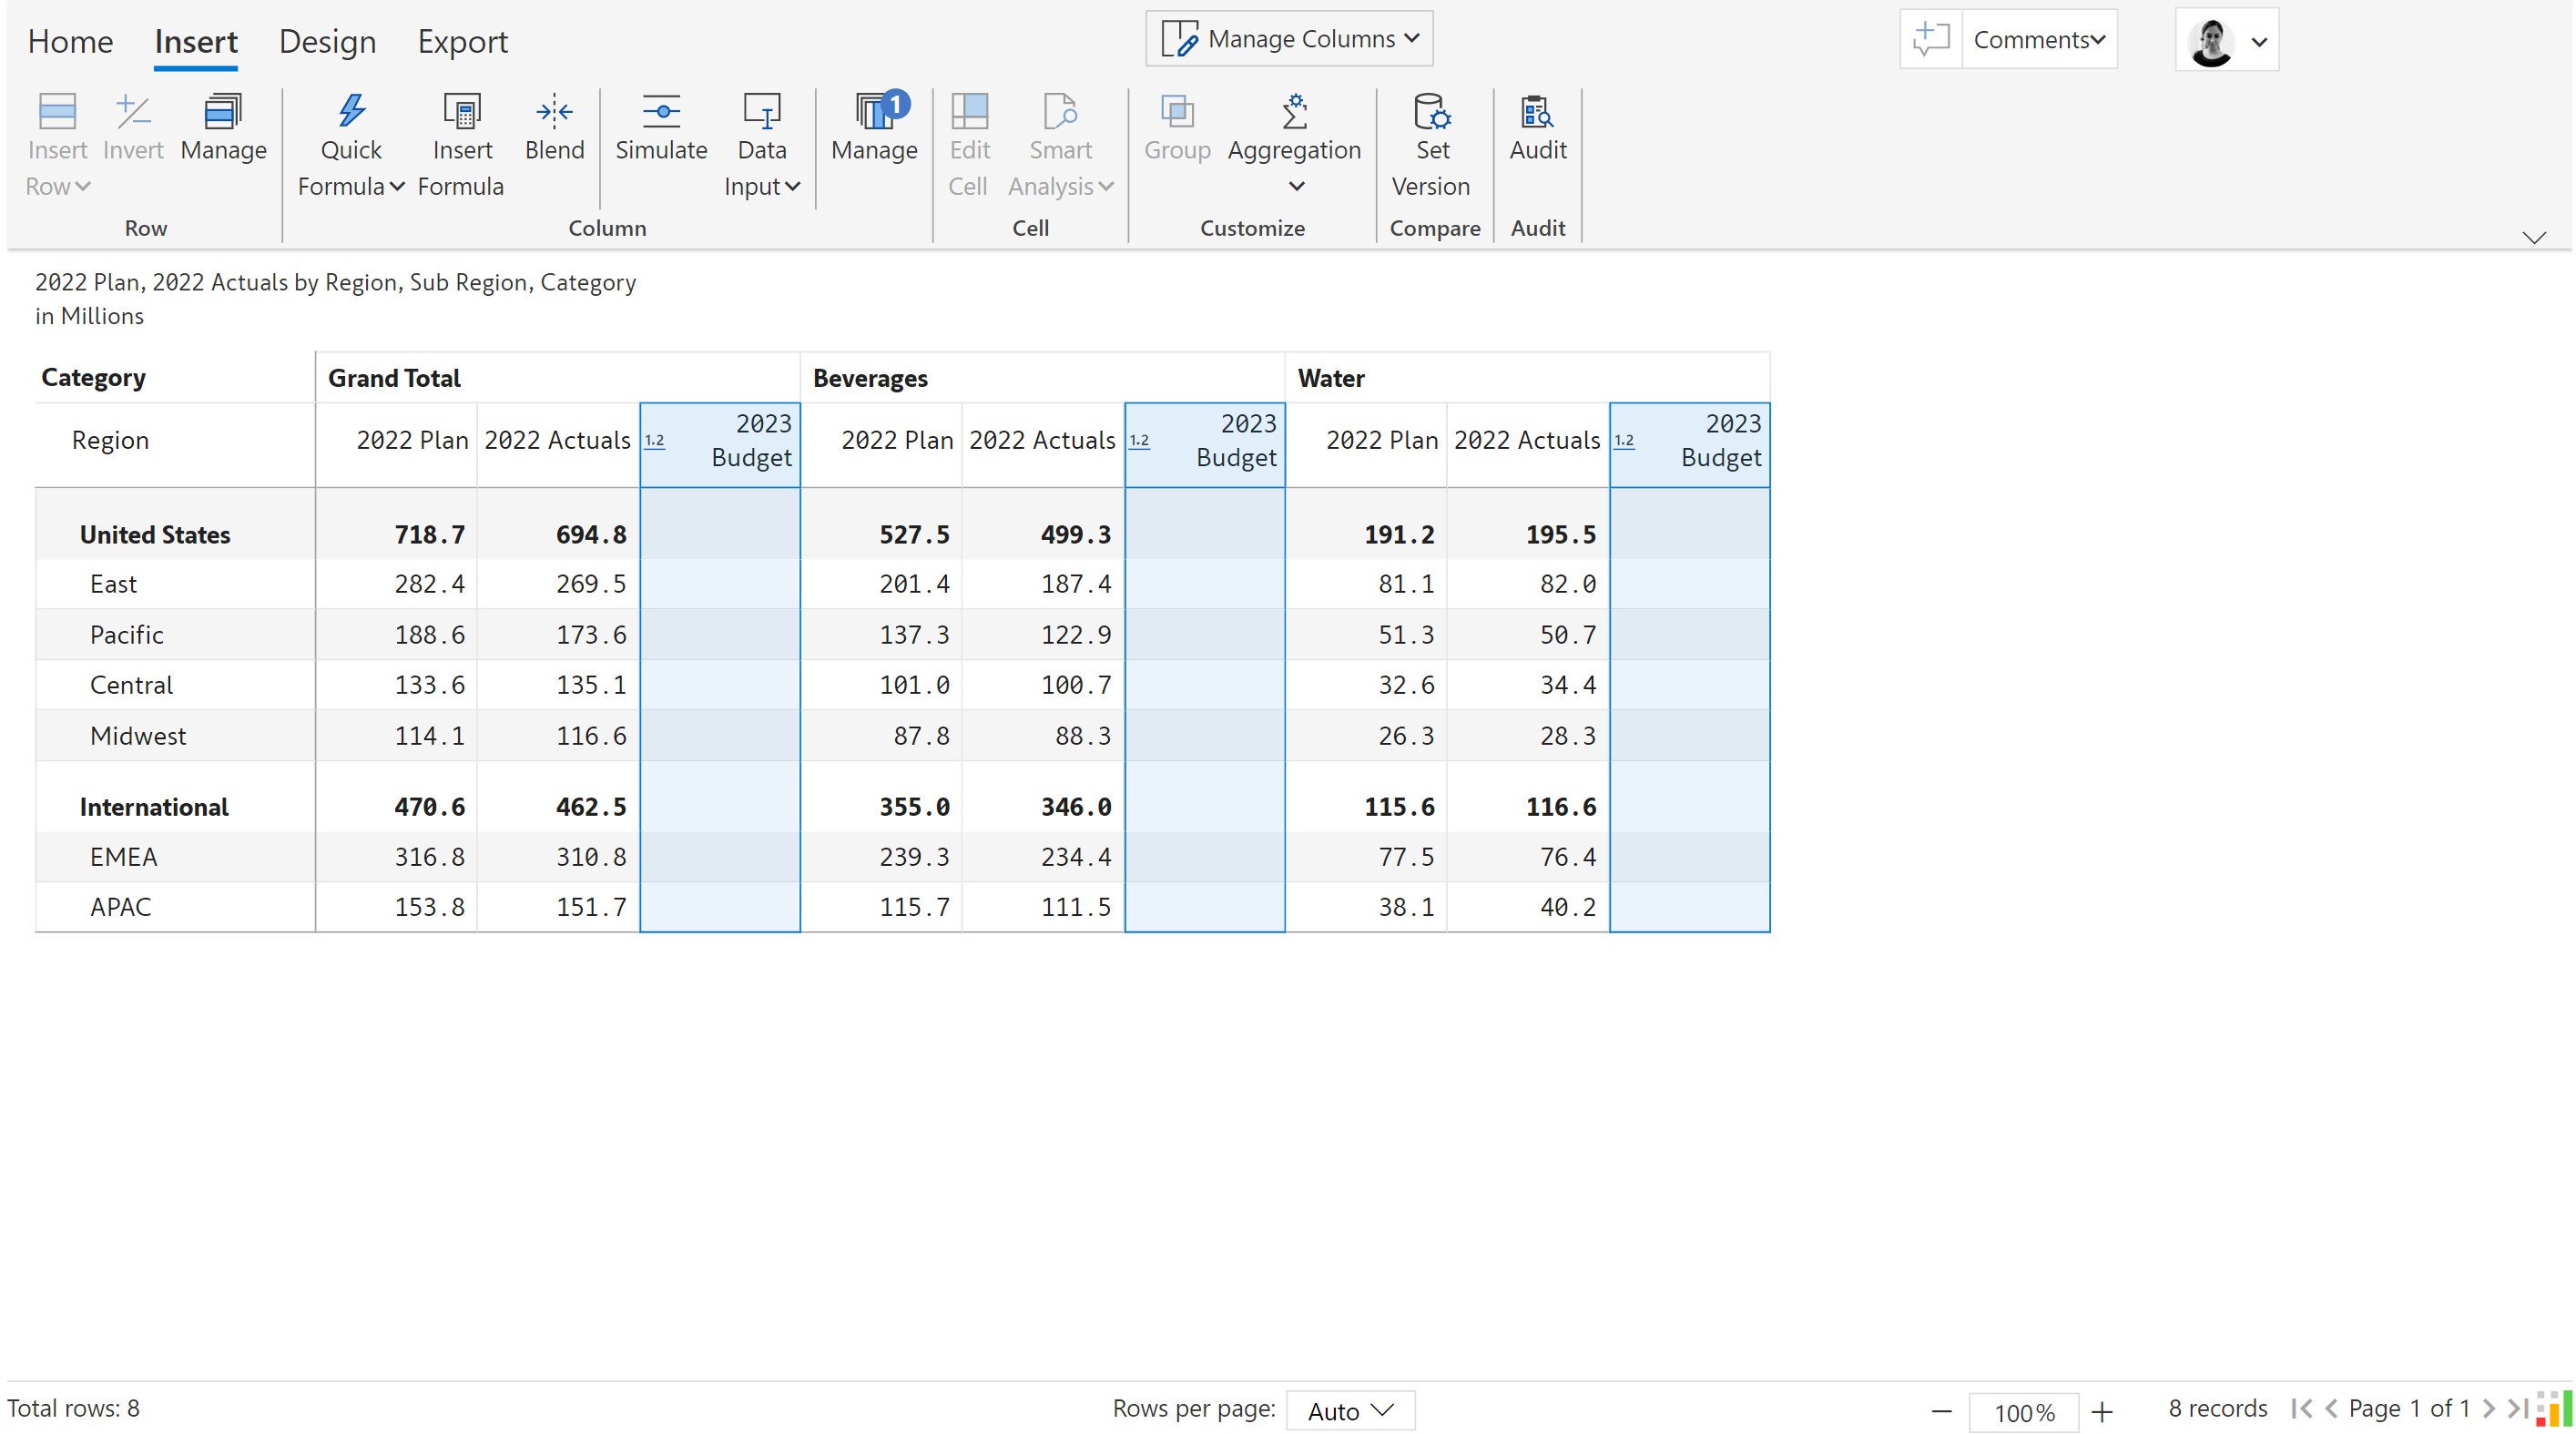 Home Insert Design Export Manage Columns Comments
Insert Row Invert Manage Quick Formula Insert Formula Blend Simulate Data Input Manage 1 Edit Cell Smart Analysis Group Aggregation Set Version Audit
Row Column Cell Customize Compare Audit
2022 Plan, 2022 Actuals by Region, Sub Region, Category
in Millions
Category Grand Total Beverages Water
Region 2022 Plan 2022 Actuals 1.2 2023 Budget 2022 Plan 2022 Actuals 1.2 2023 Budget 2022 Plan 2022 Actuals 1.2 2023 Budget
United States 718.7 694.8 527.5 499.3 191.2 195.5
East 282.4 269.5 201.4 187.4 81.1 82.0
Pacific 188.6 173.6 137.3 122.9 51.3 50.7
Central 133.6 135.1 101.0 100.7 32.6 34.4
Midwest 114.1 116.6 87.8 88.3 26.3 28.3
International 470.6 462.5 355.0 346.0 115.6 116.6
EMEA 316.8 310.8 239.3 234.4 77.5 76.4
APAC 153.8 151.7 115.7 111.5 38.1 40.2
Total rows: 8 Rows per page: Auto 100% 8 records Page 1 of 1